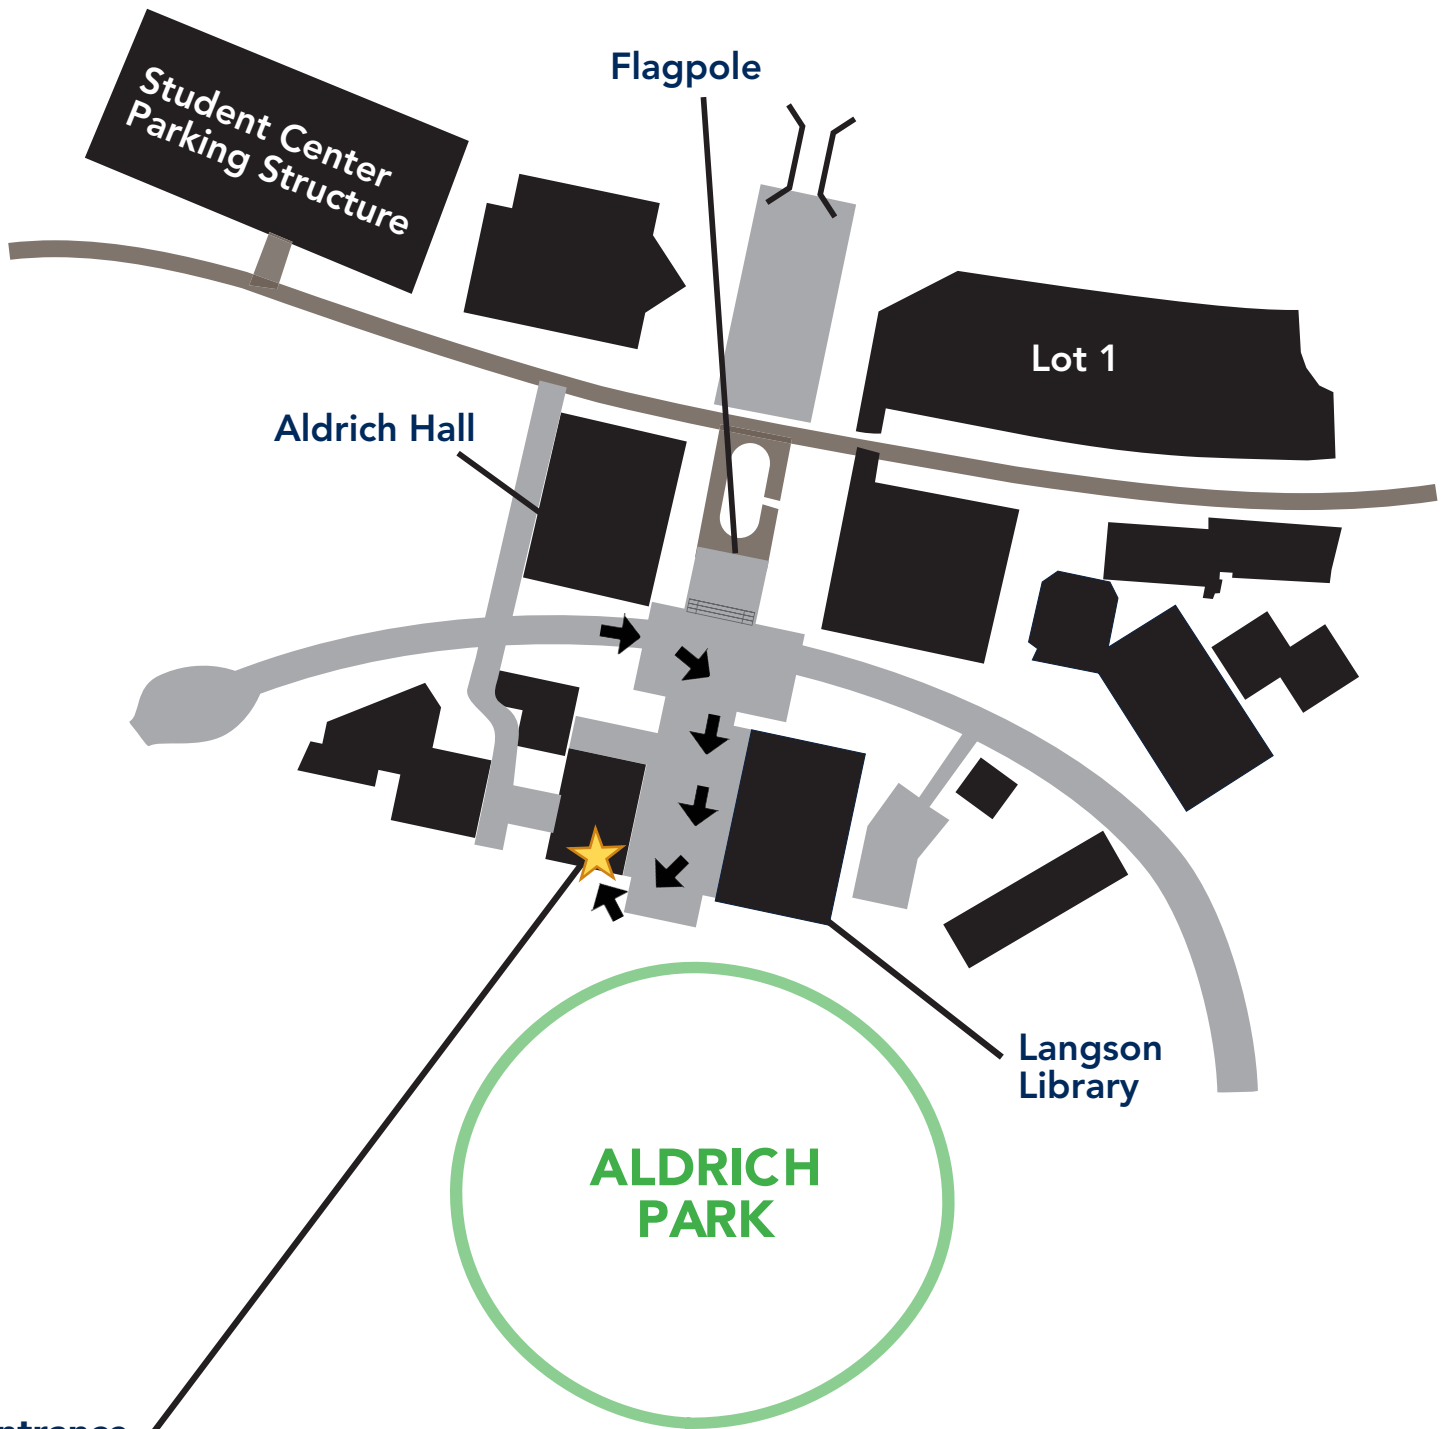 Flagpole
Student Center
Parking Structure
Lot 1
Aldrich Hall
Langson
Library
ALDRICH
PARK